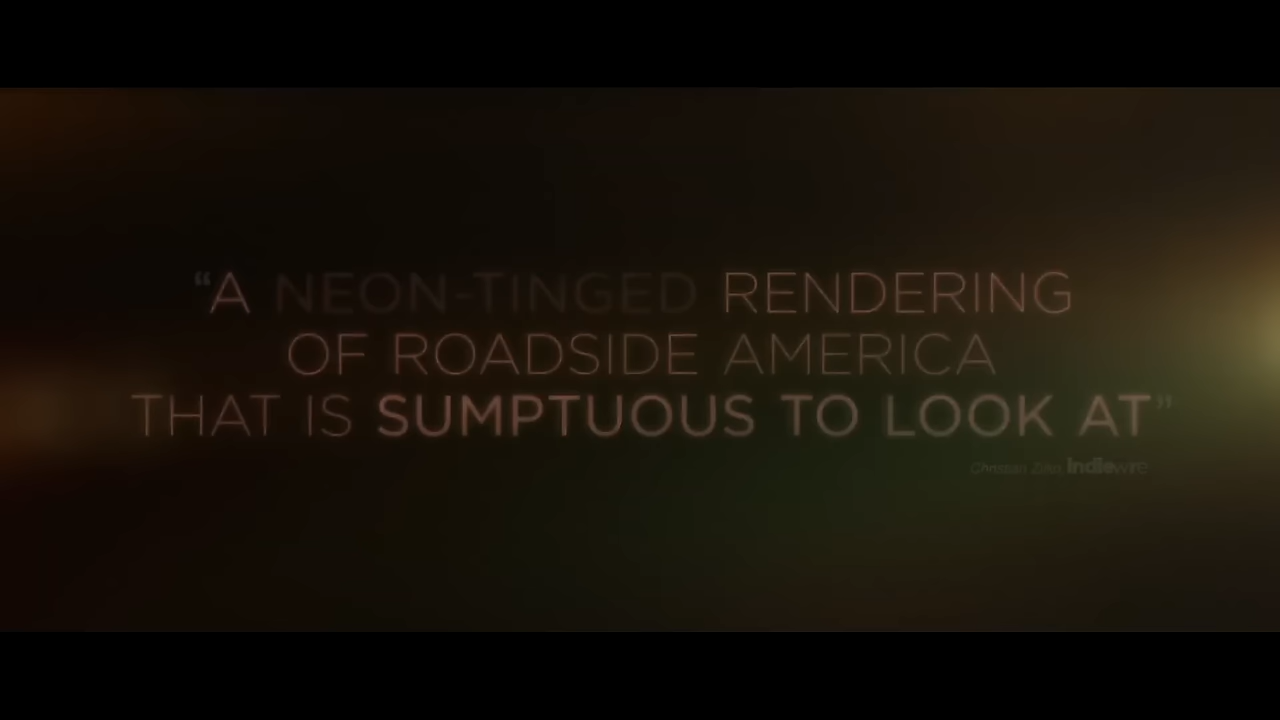 “A NEON-TINGED RENDERING
OF ROADSIDE AMERICA
THAT IS SUMPTUOUS TO LOOK AT”
indiewire